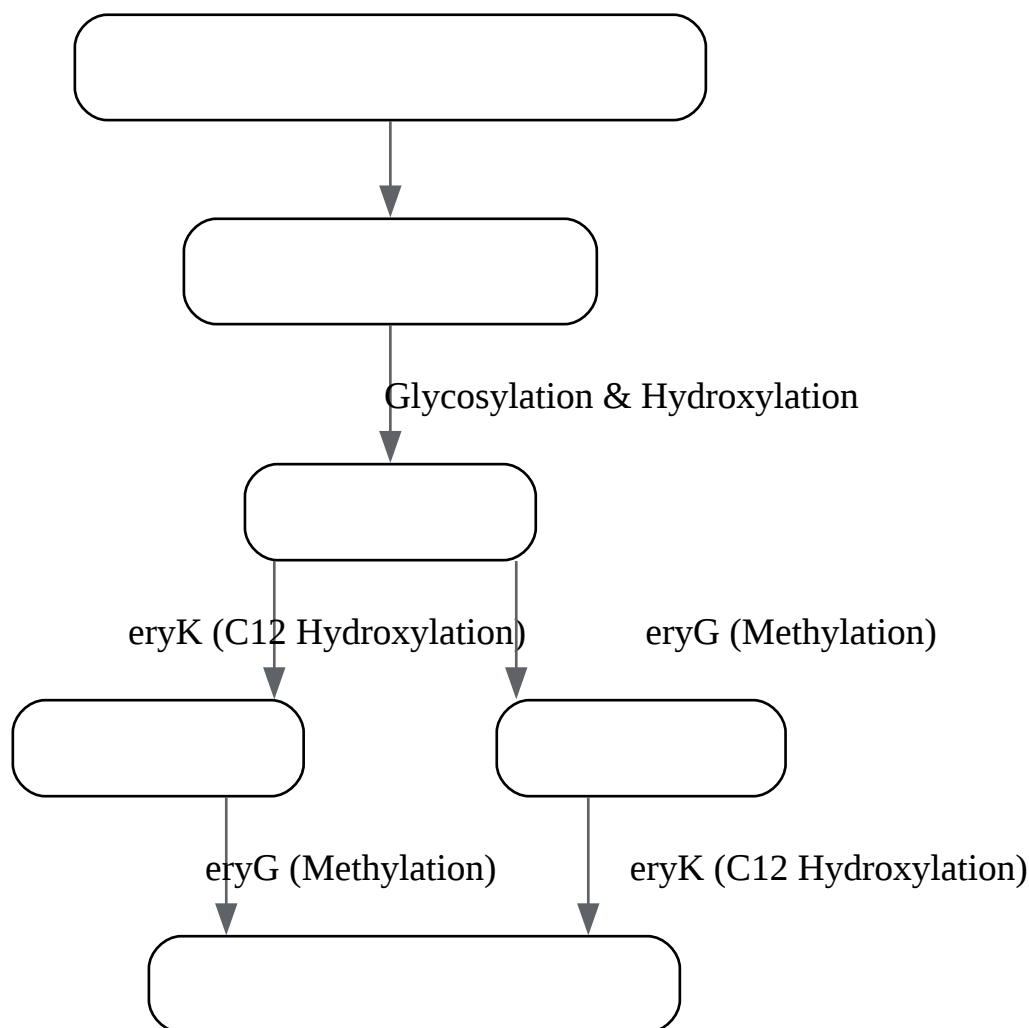 Glycosylation & Hydroxylation
eryK (C12 Hydroxylation)
eryG (Methylation)
eryG (Methylation)
eryK (C12 Hydroxylation)